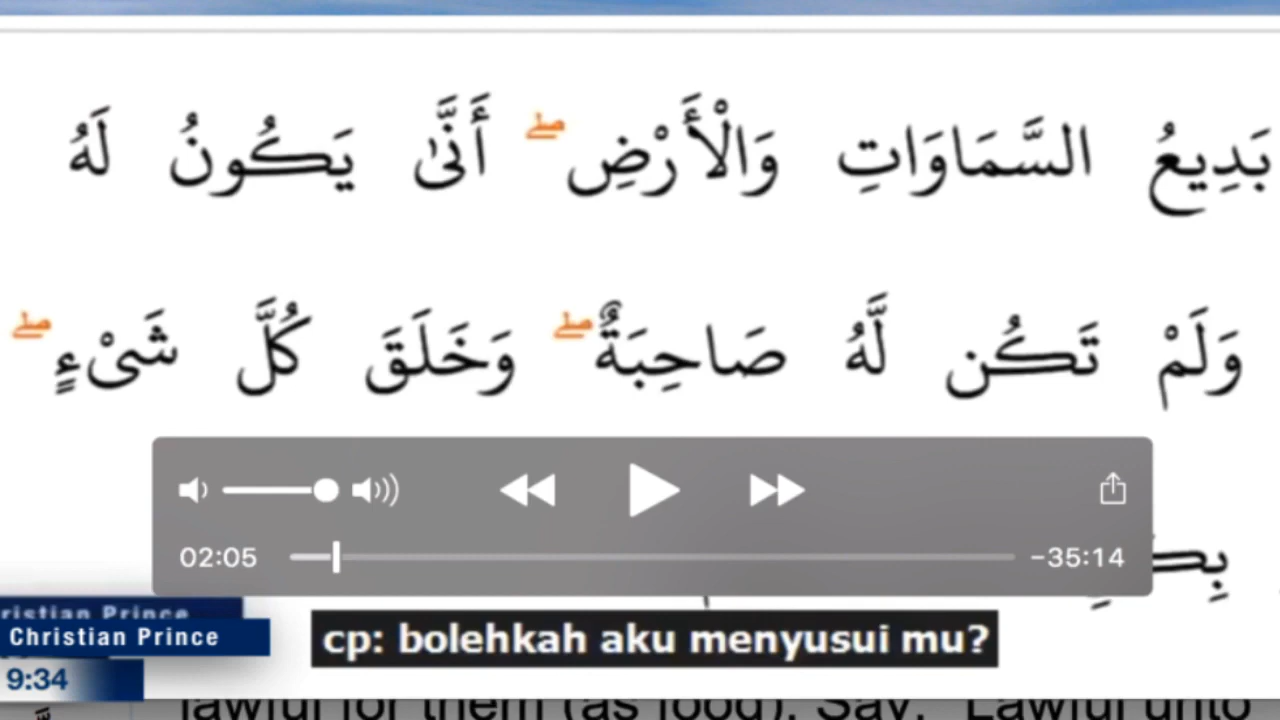 بَدِيعُ السَّمَاوَاتِ وَالْأَرْضِ ۖ أَنَّىٰ يَكُونُ لَهُ
وَلَمْ تَكُن لَّهُ صَاحِبَةٌ ۖ وَخَلَقَ كُلَّ شَىْءٍ ۖ
02:05
-35:14
Christian Prince
cp: bolehkah aku menyusui mu?
9:34
lawful for them (as food). Say: "Lawful unto